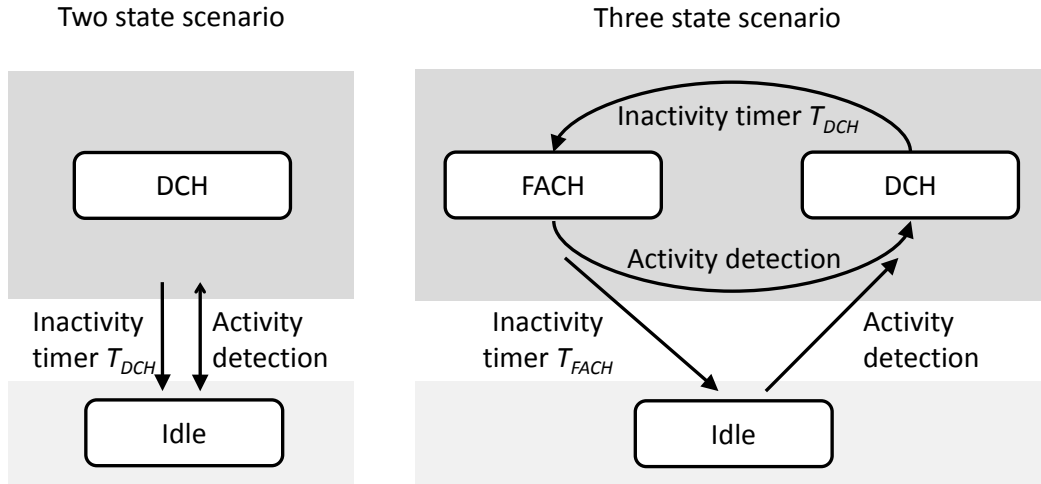 Two state scenario
DCH
Inactivity
timer T_DCH
Activity
detection
Idle
Three state scenario
Inactivity timer T_DCH
FACH
DCH
Activity detection
Inactivity
timer T_FACH
Activity
detection
Idle